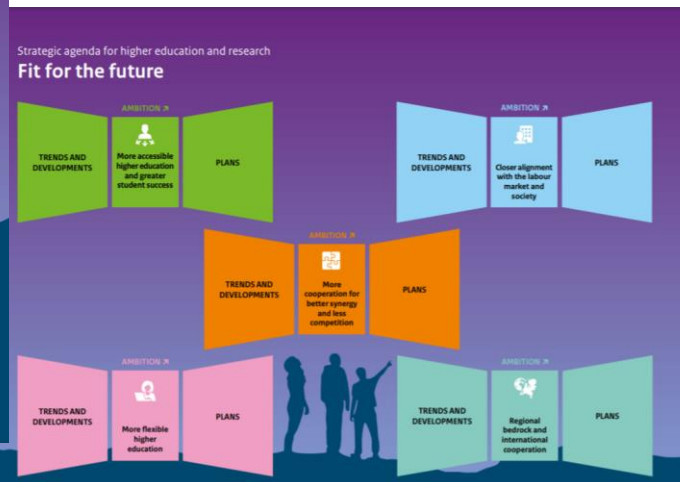 Strategic agenda for higher education and research
Fit for the future
AMBITION ↗
TRENDS AND
DEVELOPMENTS
More accessible
higher education
and greater
student success
PLANS
AMBITION ↗
TRENDS AND
DEVELOPMENTS
Closer alignment
with the labour
market and
society
PLANS
AMBITION ↗
TRENDS AND
DEVELOPMENTS
More
cooperation for
better synergy
and less
competition
PLANS
AMBITION ↗
TRENDS AND
DEVELOPMENTS
More flexible
higher
education
PLANS
AMBITION ↗
TRENDS AND
DEVELOPMENTS
Regional
bedrock and
international
cooperation
PLANS